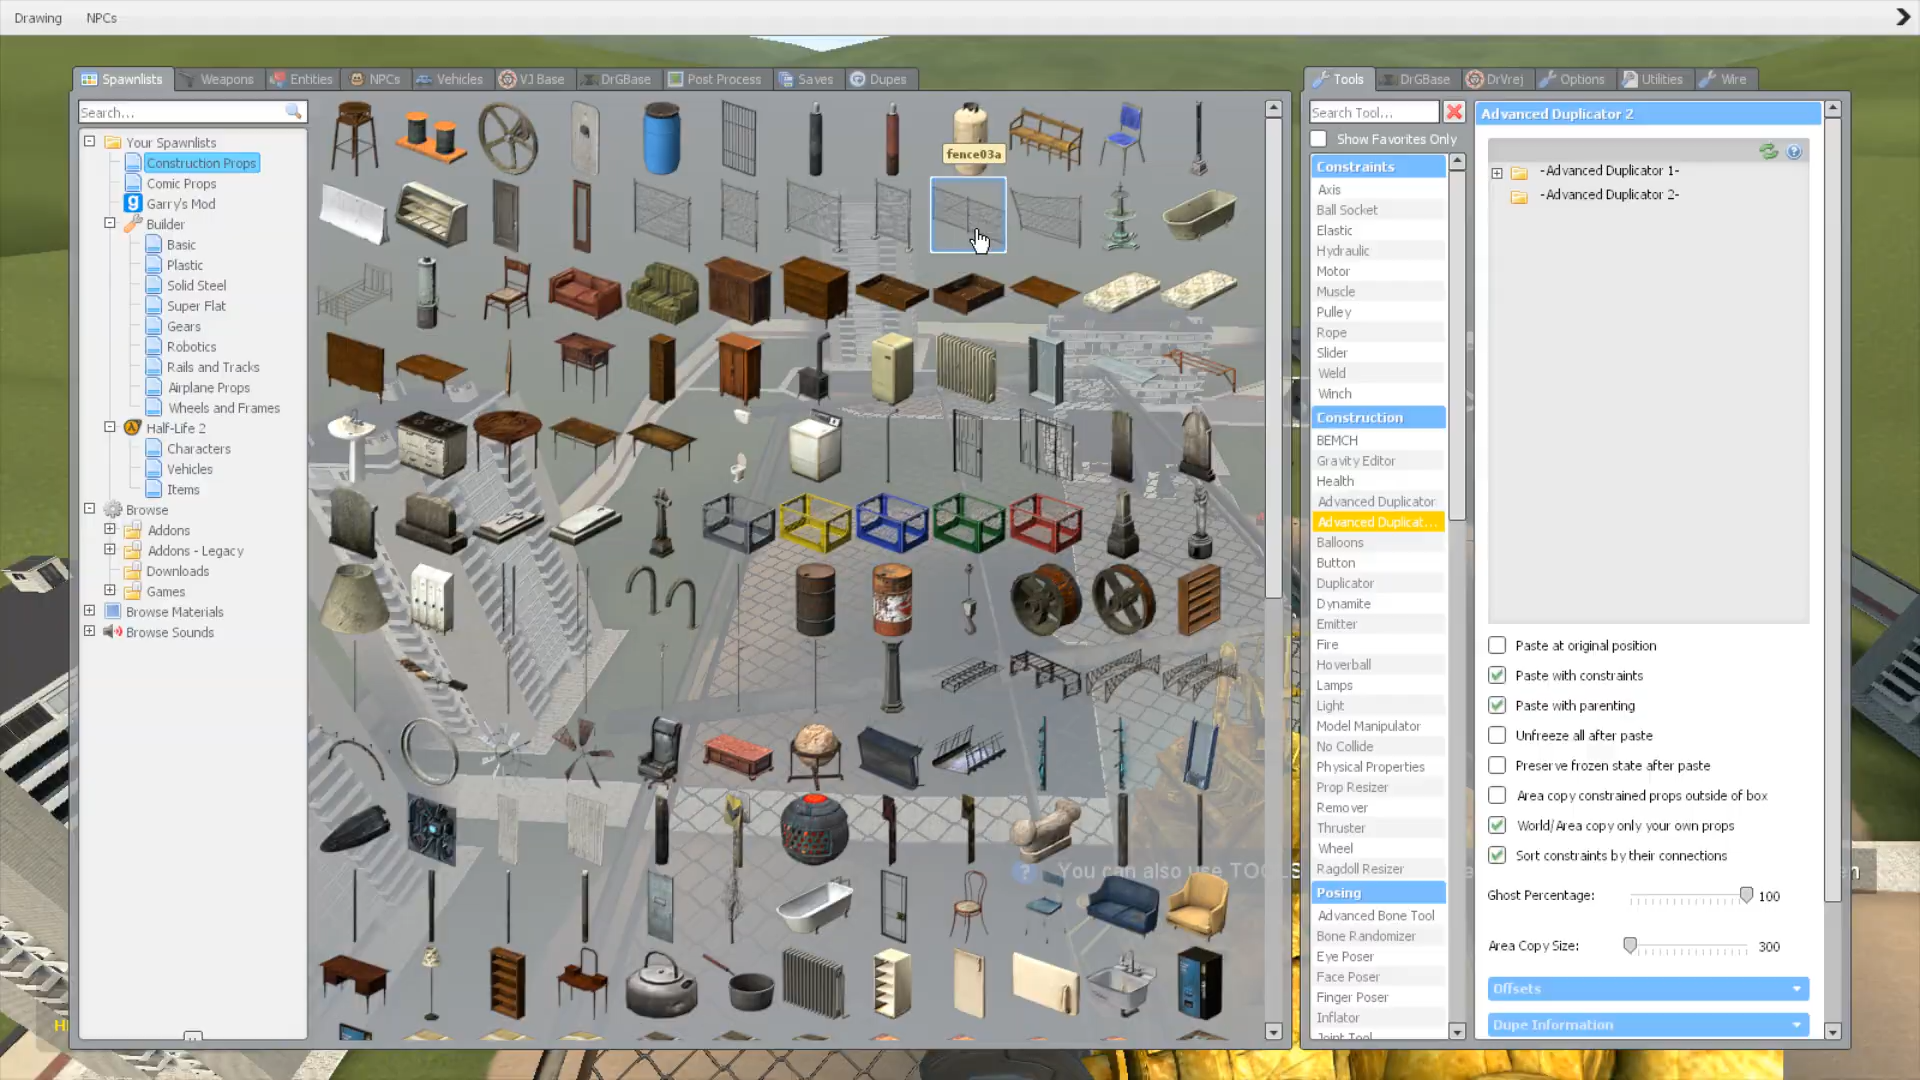 Drawing NPCs
Spawnlists Weapons Entities NPCs Vehicles VJ Base DrGBase Post Process Saves Dupes
Search...
Your Spawnlists
Construction Props
Comic Props
Garry's Mod
Builder
Basic
Plastic
Solid Steel
Super Flat
Gears
Robotics
Rails and Tracks
Airplane Props
Wheels and Frames
Half-Life 2
Characters
Vehicles
Items
Browse
Addons
Addons - Legacy
Downloads
Games
Browse Materials
Browse Sounds
fence03a
You can also use TOOLS
Tools DrGBase DrVrej Options Utilities Wire
Search Tool...
Show Favorites Only
Constraints
Axis
Ball Socket
Elastic
Hydraulic
Motor
Muscle
Pulley
Rope
Slider
Weld
Winch
Construction
BEMCH
Gravity Editor
Health
Advanced Duplicator
Advanced Duplicat...
Balloons
Button
Duplicator
Dynamite
Emitter
Fire
Hoverball
Lamps
Light
Model Manipulator
No Collide
Physical Properties
Prop Resizer
Remover
Thruster
Wheel
Ragdoll Resizer
Posing
Advanced Bone Tool
Bone Randomizer
Eye Poser
Face Poser
Finger Poser
Inflator
Joint Tool
Advanced Duplicator 2
-Advanced Duplicator 1-
-Advanced Duplicator 2-
Paste at original position
Paste with constraints
Paste with parenting
Unfreeze all after paste
Preserve frozen state after paste
Area copy constrained props outside of box
World/Area copy only your own props
Sort constraints by their connections
Ghost Percentage: 100
Area Copy Size: 300
Offsets
Dupe Information